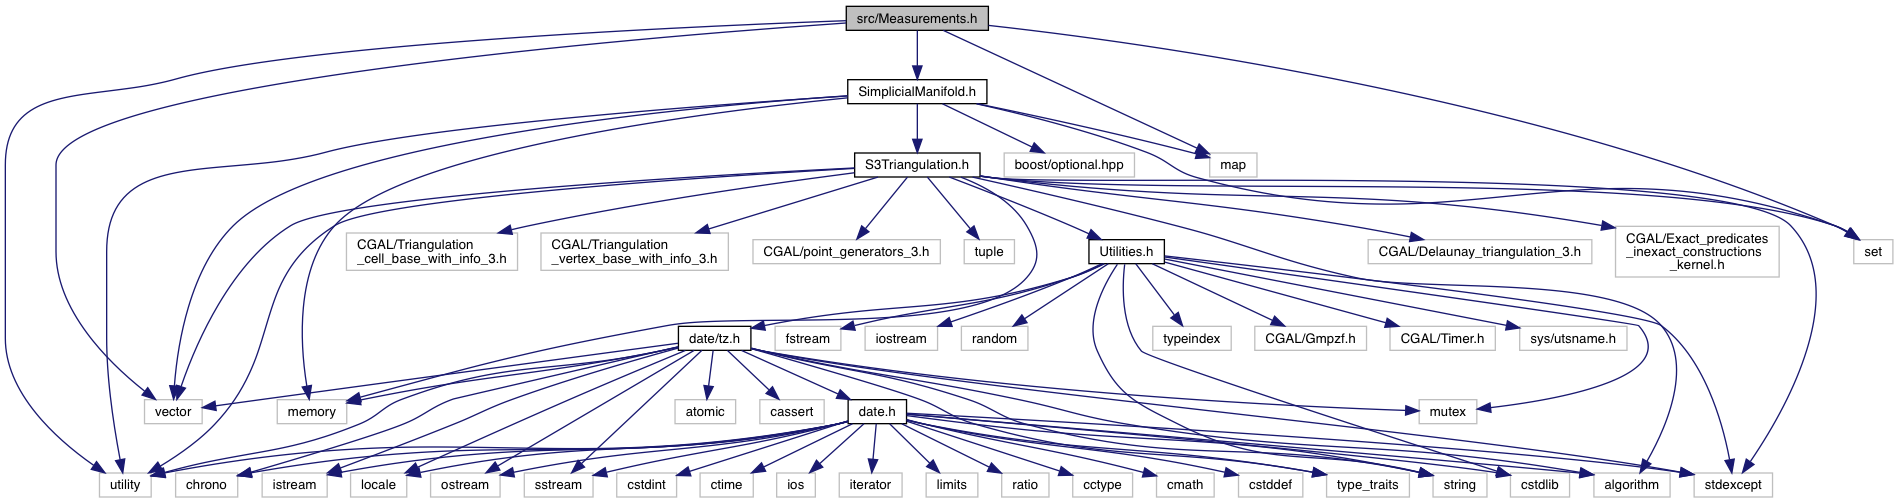 src/Measurements.h
SimplicialManifold.h
S3Triangulation.h
boost/optional.hpp
map
CGAL/Triangulation
_cell_base_with_info_3.h
CGAL/Triangulation
_vertex_base_with_info_3.h
CGAL/point_generators_3.h
tuple
Utilities.h
CGAL/Delaunay_triangulation_3.h
CGAL/Exact_predicates
_inexact_constructions
_kernel.h
set
date/tz.h
fstream
iostream
random
typeindex
CGAL/Gmpzf.h
CGAL/Timer.h
sys/utsname.h
vector
memory
atomic
cassert
date.h
mutex
utility
chrono
istream
locale
ostream
sstream
cstdint
ctime
ios
iterator
limits
ratio
cctype
cmath
cstddef
type_traits
string
cstdlib
algorithm
stdexcept